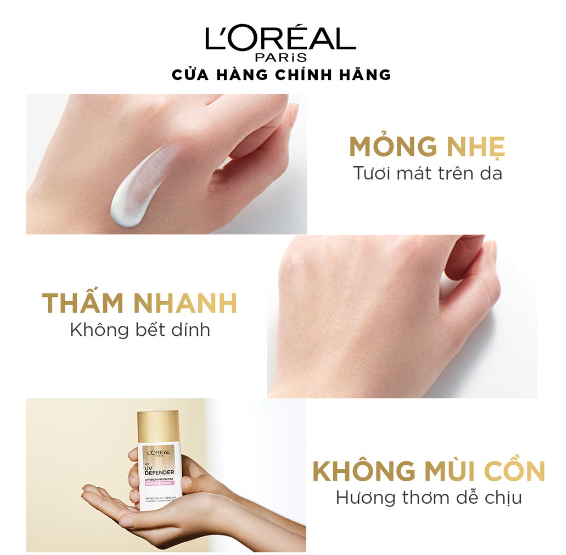 L'ORÉAL
PARIS
CỬA HÀNG CHÍNH HÃNG
MỎNG NHẸ
Tươi mát trên da
THẤM NHANH
Không bết dính
L'ORÉAL
UV
DEFENDER
KHÔNG MÙI CỒN
Hương thơm dễ chịu